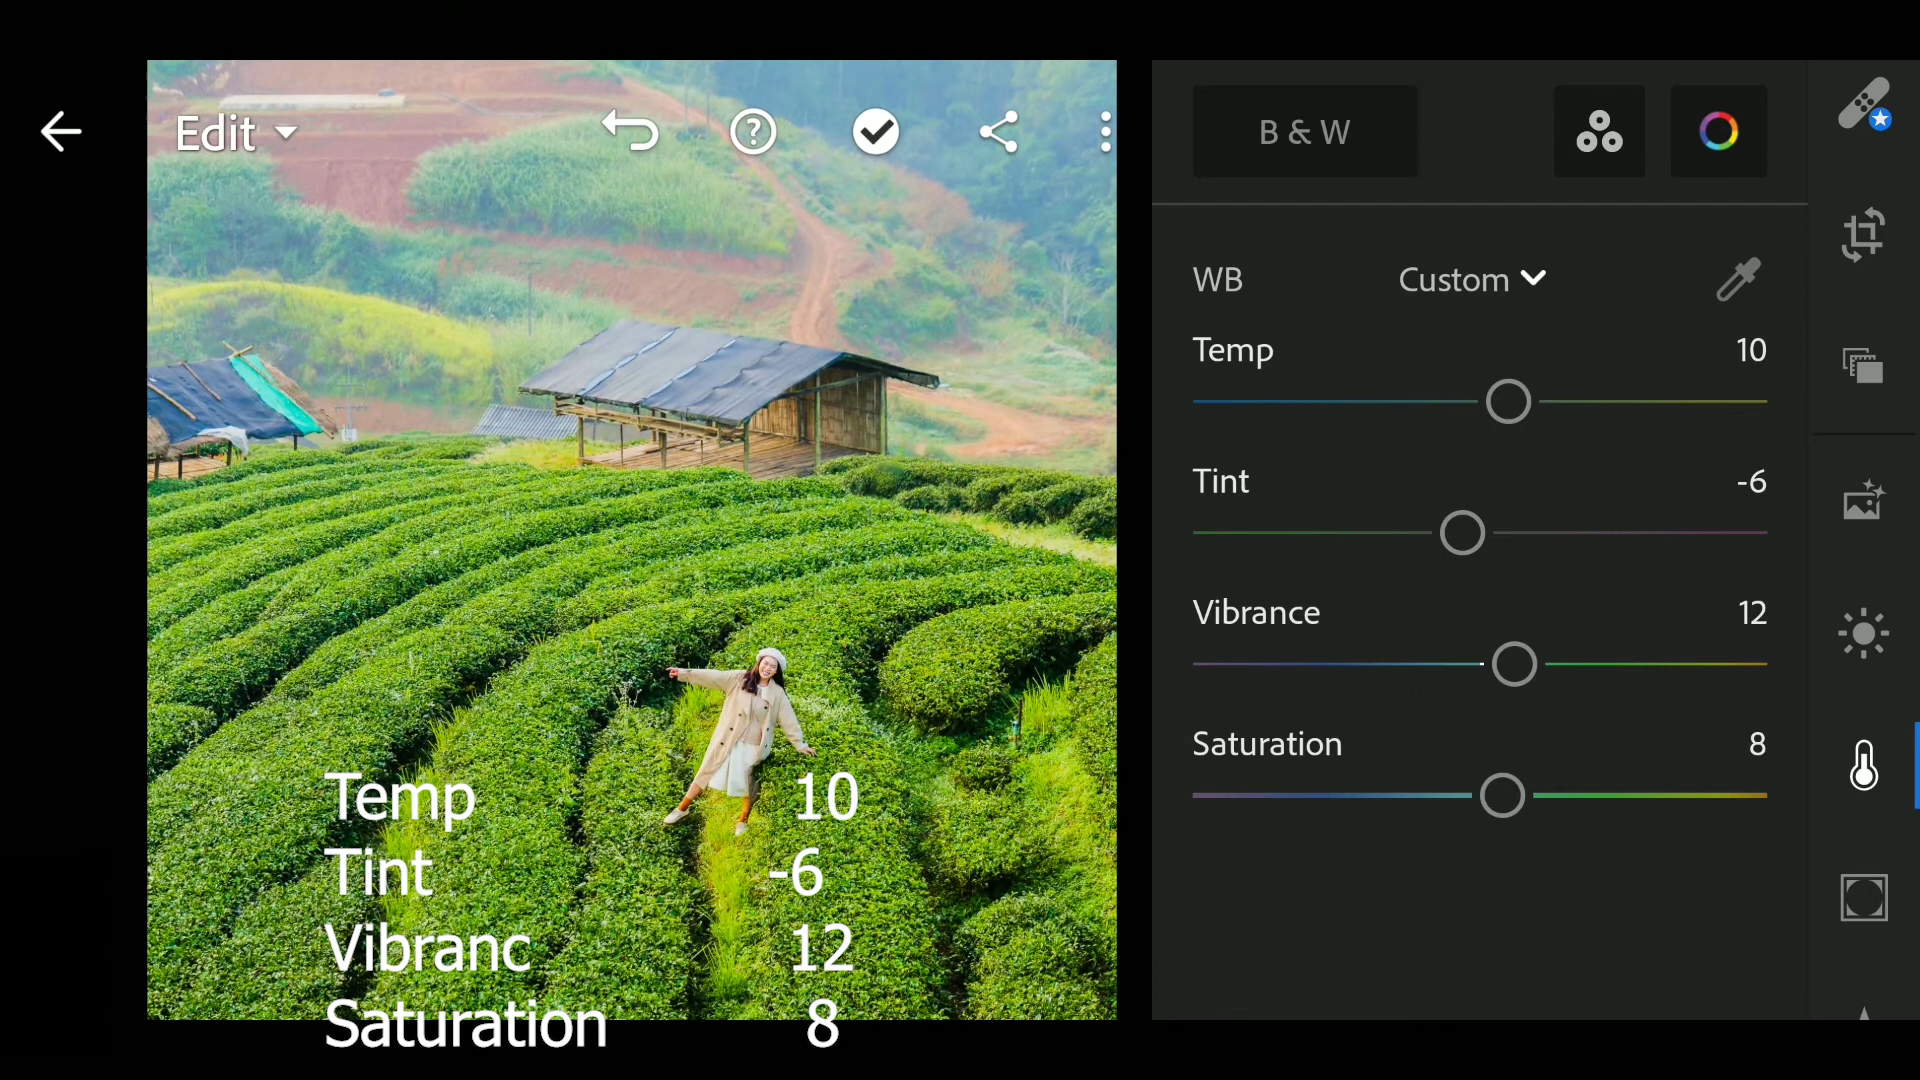 Edit
B & W
WB Custom
Temp 10
Tint -6
Vibrance 12
Saturation 8
Temp 10
Tint -6
Vibranc 12
Saturation 8